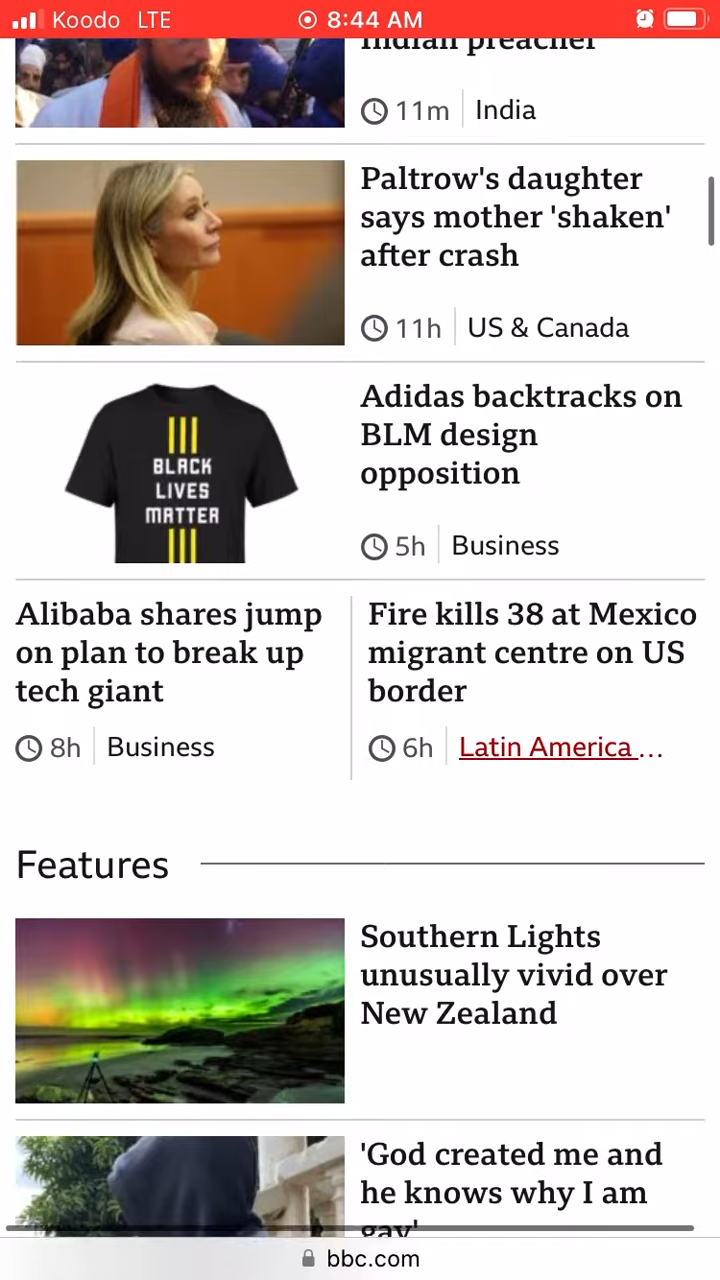 Koodo LTE 8:44 AM
Indian preacher
11m India
Paltrow's daughter
says mother 'shaken'
after crash
11h US & Canada
BLACK
LIVES
MATTER
Adidas backtracks on
BLM design
opposition
5h Business
Alibaba shares jump
on plan to break up
tech giant
8h Business
Fire kills 38 at Mexico
migrant centre on US
border
6h Latin America ...
Features
Southern Lights
unusually vivid over
New Zealand
'God created me and
he knows why I am
gay'
bbc.com